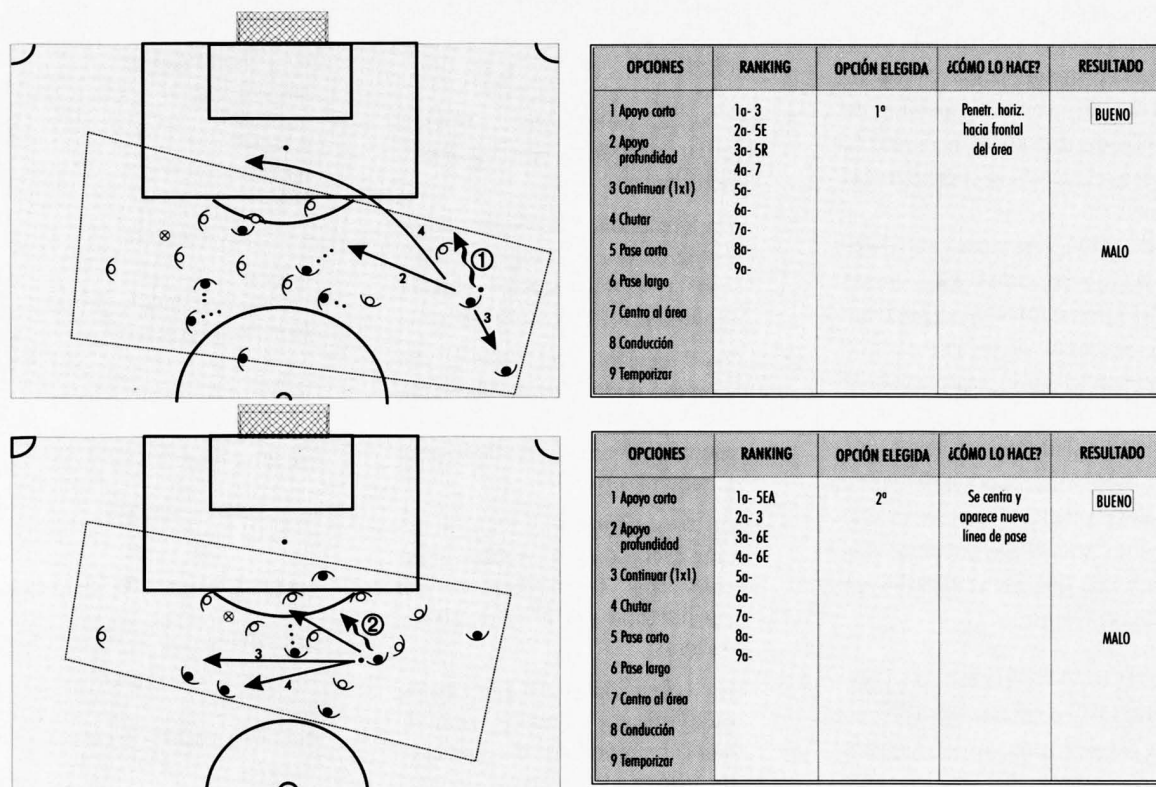 4
1
2
3
OPCIONES RANKING OPCIÓN ELEGIDA ¿CÓMO LO HACE? RESULTADO
1 Apoyo corto
2 Apoyo
profundidad
3 Continuar (1x1)
4 Chutar
5 Pase corto
6 Pase largo
7 Centro al área
8 Conducción
9 Temporizar
1a- 3
2a- 5E
3a- 5R
4a- 7
5a-
6a-
7a-
8a-
9a-
1º
Penetr. horiz.
hacia frontal
del área
BUENO
MALO
2
3
4
OPCIONES RANKING OPCIÓN ELEGIDA ¿CÓMO LO HACE? RESULTADO
1 Apoyo corto
2 Apoyo
profundidad
3 Continuar (1x1)
4 Chutar
5 Pase corto
6 Pase largo
7 Centro al área
8 Conducción
9 Temporizar
1a- 5EA
2a- 3
3a- 6E
4a- 6E
5a-
6a-
7a-
8a-
9a-
2ª
Se centra y
aparece nueva
línea de pase
BUENO
MALO